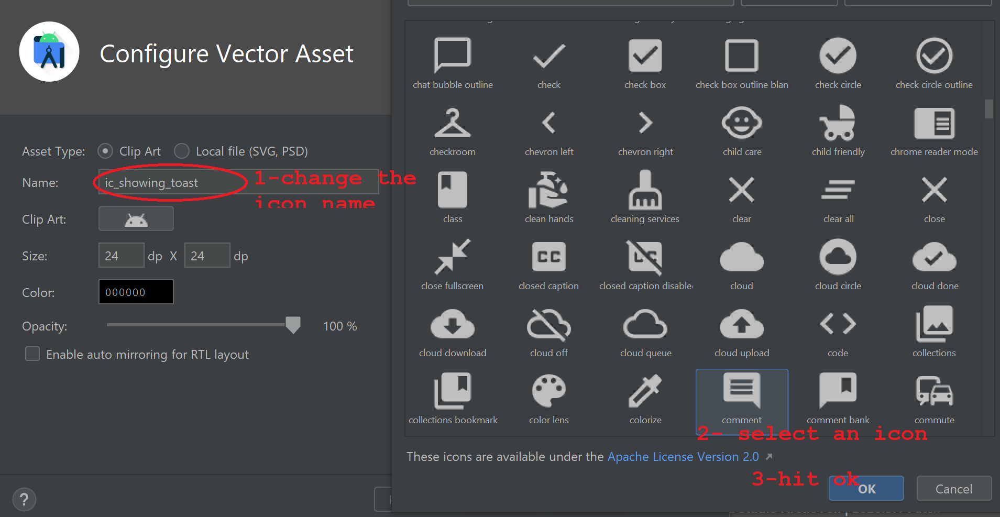 Configure Vector Asset
Asset Type: Clip Art Local file (SVG, PSD)
Name: ic_showing_toast
1-change the
icon name
Clip Art:
Size: 24 dp X 24 dp
Color: 000000
Opacity: 100 %
Enable auto mirroring for RTL layout
?
chat bubble outline check check box check box outline blan check circle check circle outline
checkroom chevron left chevron right child care child friendly chrome reader mode
class clean hands cleaning services clear clear all close
CC
close fullscreen closed caption closed caption disable cloud cloud circle cloud done
cloud download cloud off cloud queue cloud upload code collections
collections bookmark color lens colorize comment comment bank commute
2- select an icon
These icons are available under the Apache License Version 2.0
3-hit ok
OK Cancel